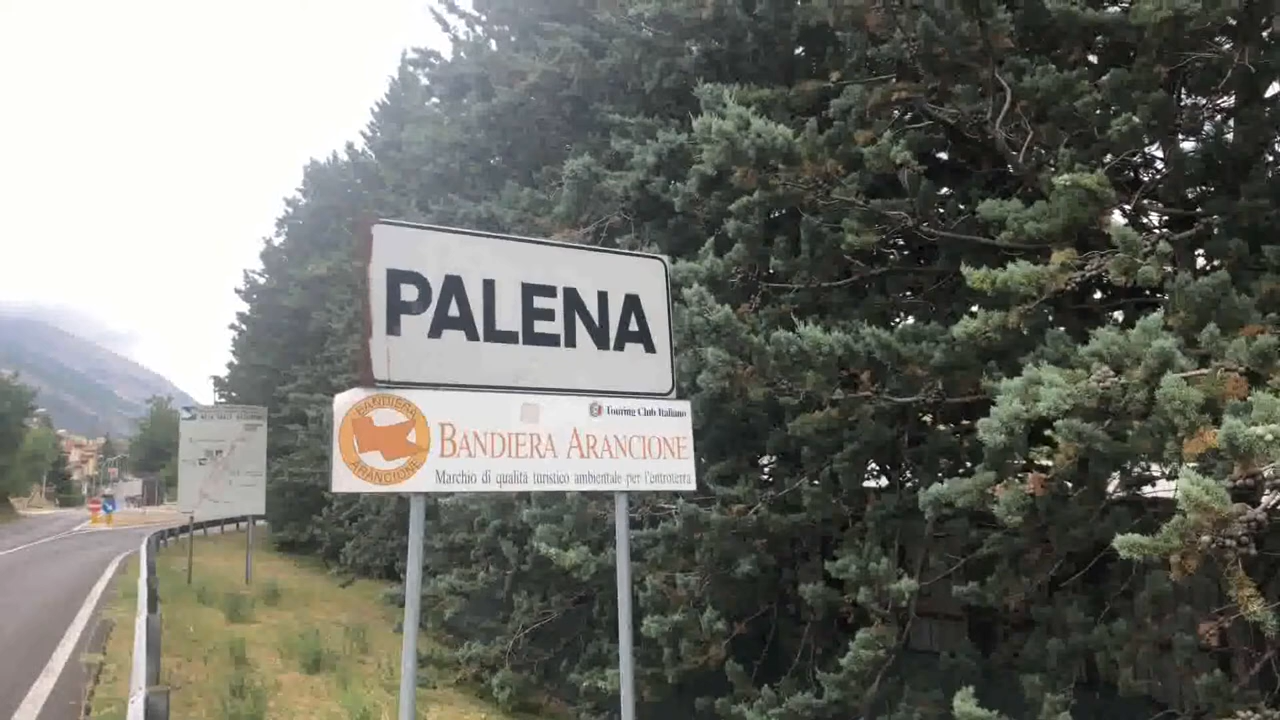 PALENA
Touring Club Italiano
BANDIERA
ARANCIONE
BANDIERA ARANCIONE
Marchio di qualità turistico ambientale per l'entroterra